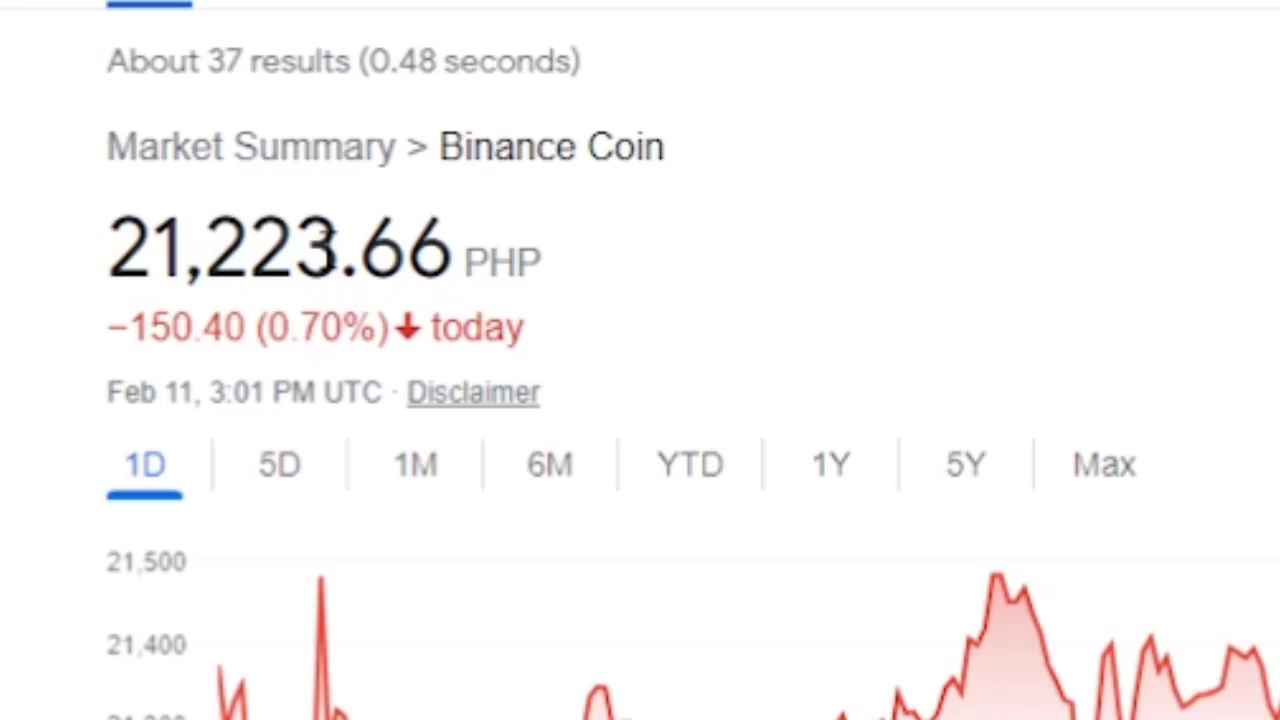 About 37 results (0.48 seconds)
Market Summary > Binance Coin
21,223.66 PHP
−150.40 (0.70%)↓ today
Feb 11, 3:01 PM UTC · Disclaimer
1D 5D 1M 6M YTD 1Y 5Y Max
21,500
21,400